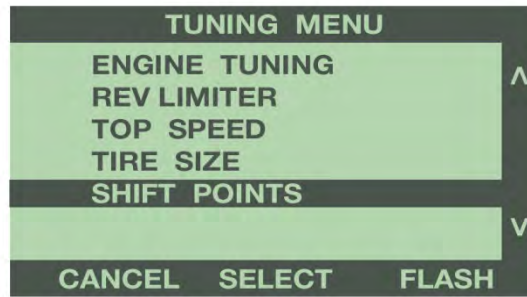 TUNING MENU
ENGINE TUNING
REV LIMITER
TOP SPEED
TIRE SIZE
SHIFT POINTS
CANCEL SELECT FLASH